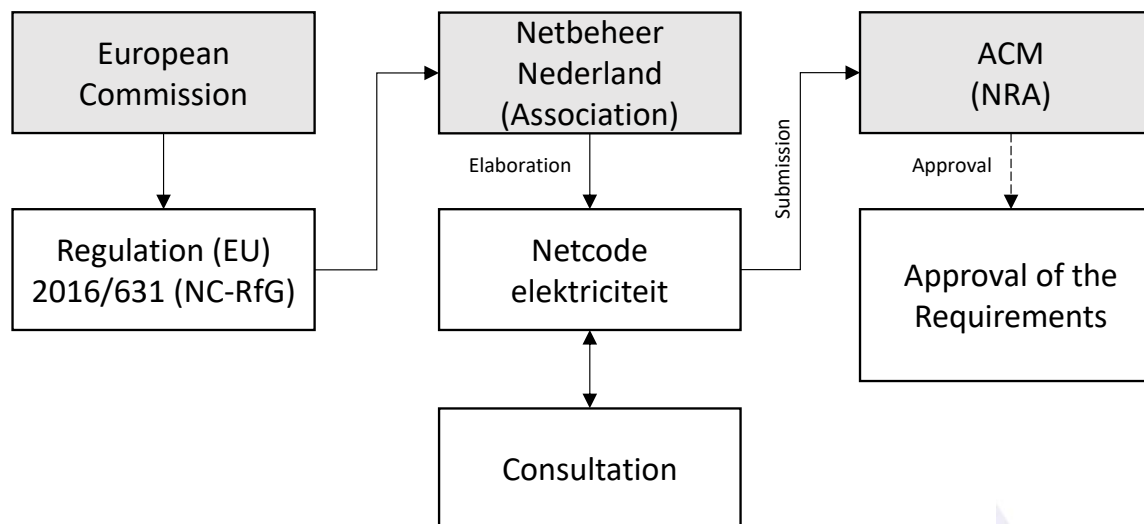 European
Commission
Netbeheer
Nederland
(Association)
ACM
(NRA)
Elaboration
Submission
Approval
Regulation (EU)
2016/631 (NC-RfG)
Netcode
elektriciteit
Approval of the
Requirements
Consultation